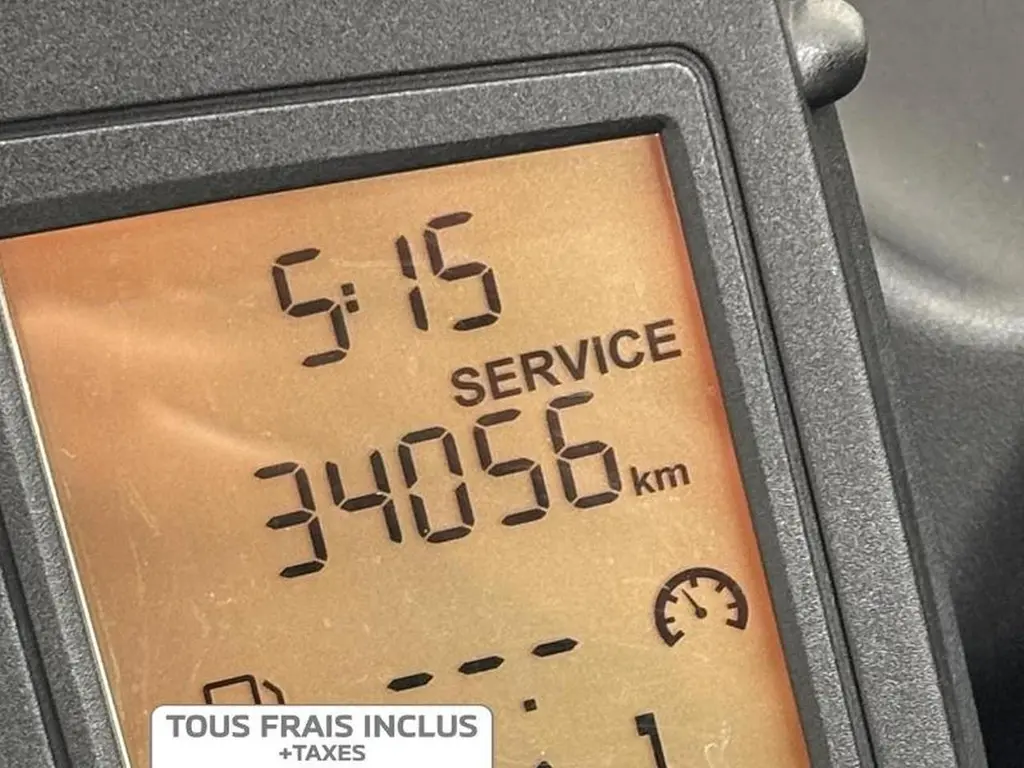 5:15
SERVICE
34056 km
--.-
TOUS FRAIS INCLUS
+TAXES